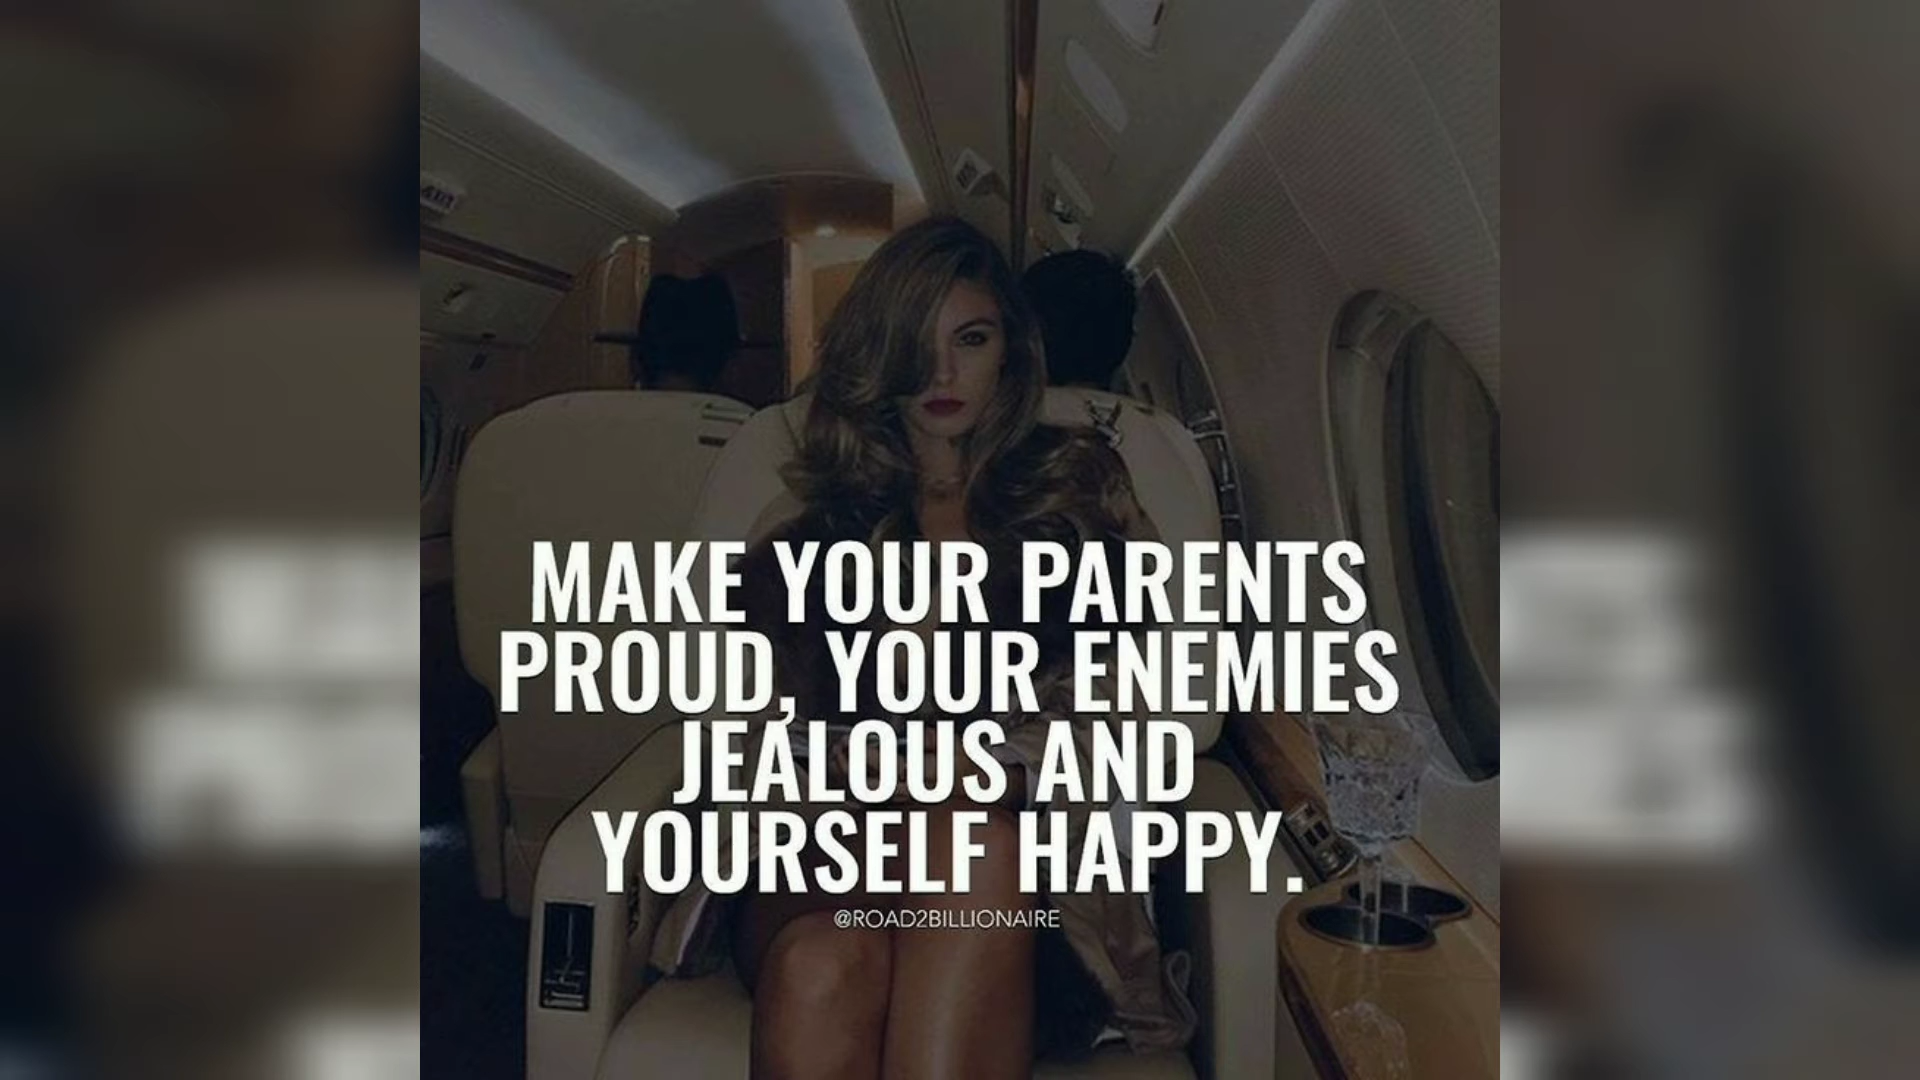 MAKE YOUR PARENTS
PROUD, YOUR ENEMIES
JEALOUS AND
YOURSELF HAPPY.
@ROAD2BILLIONAIRE